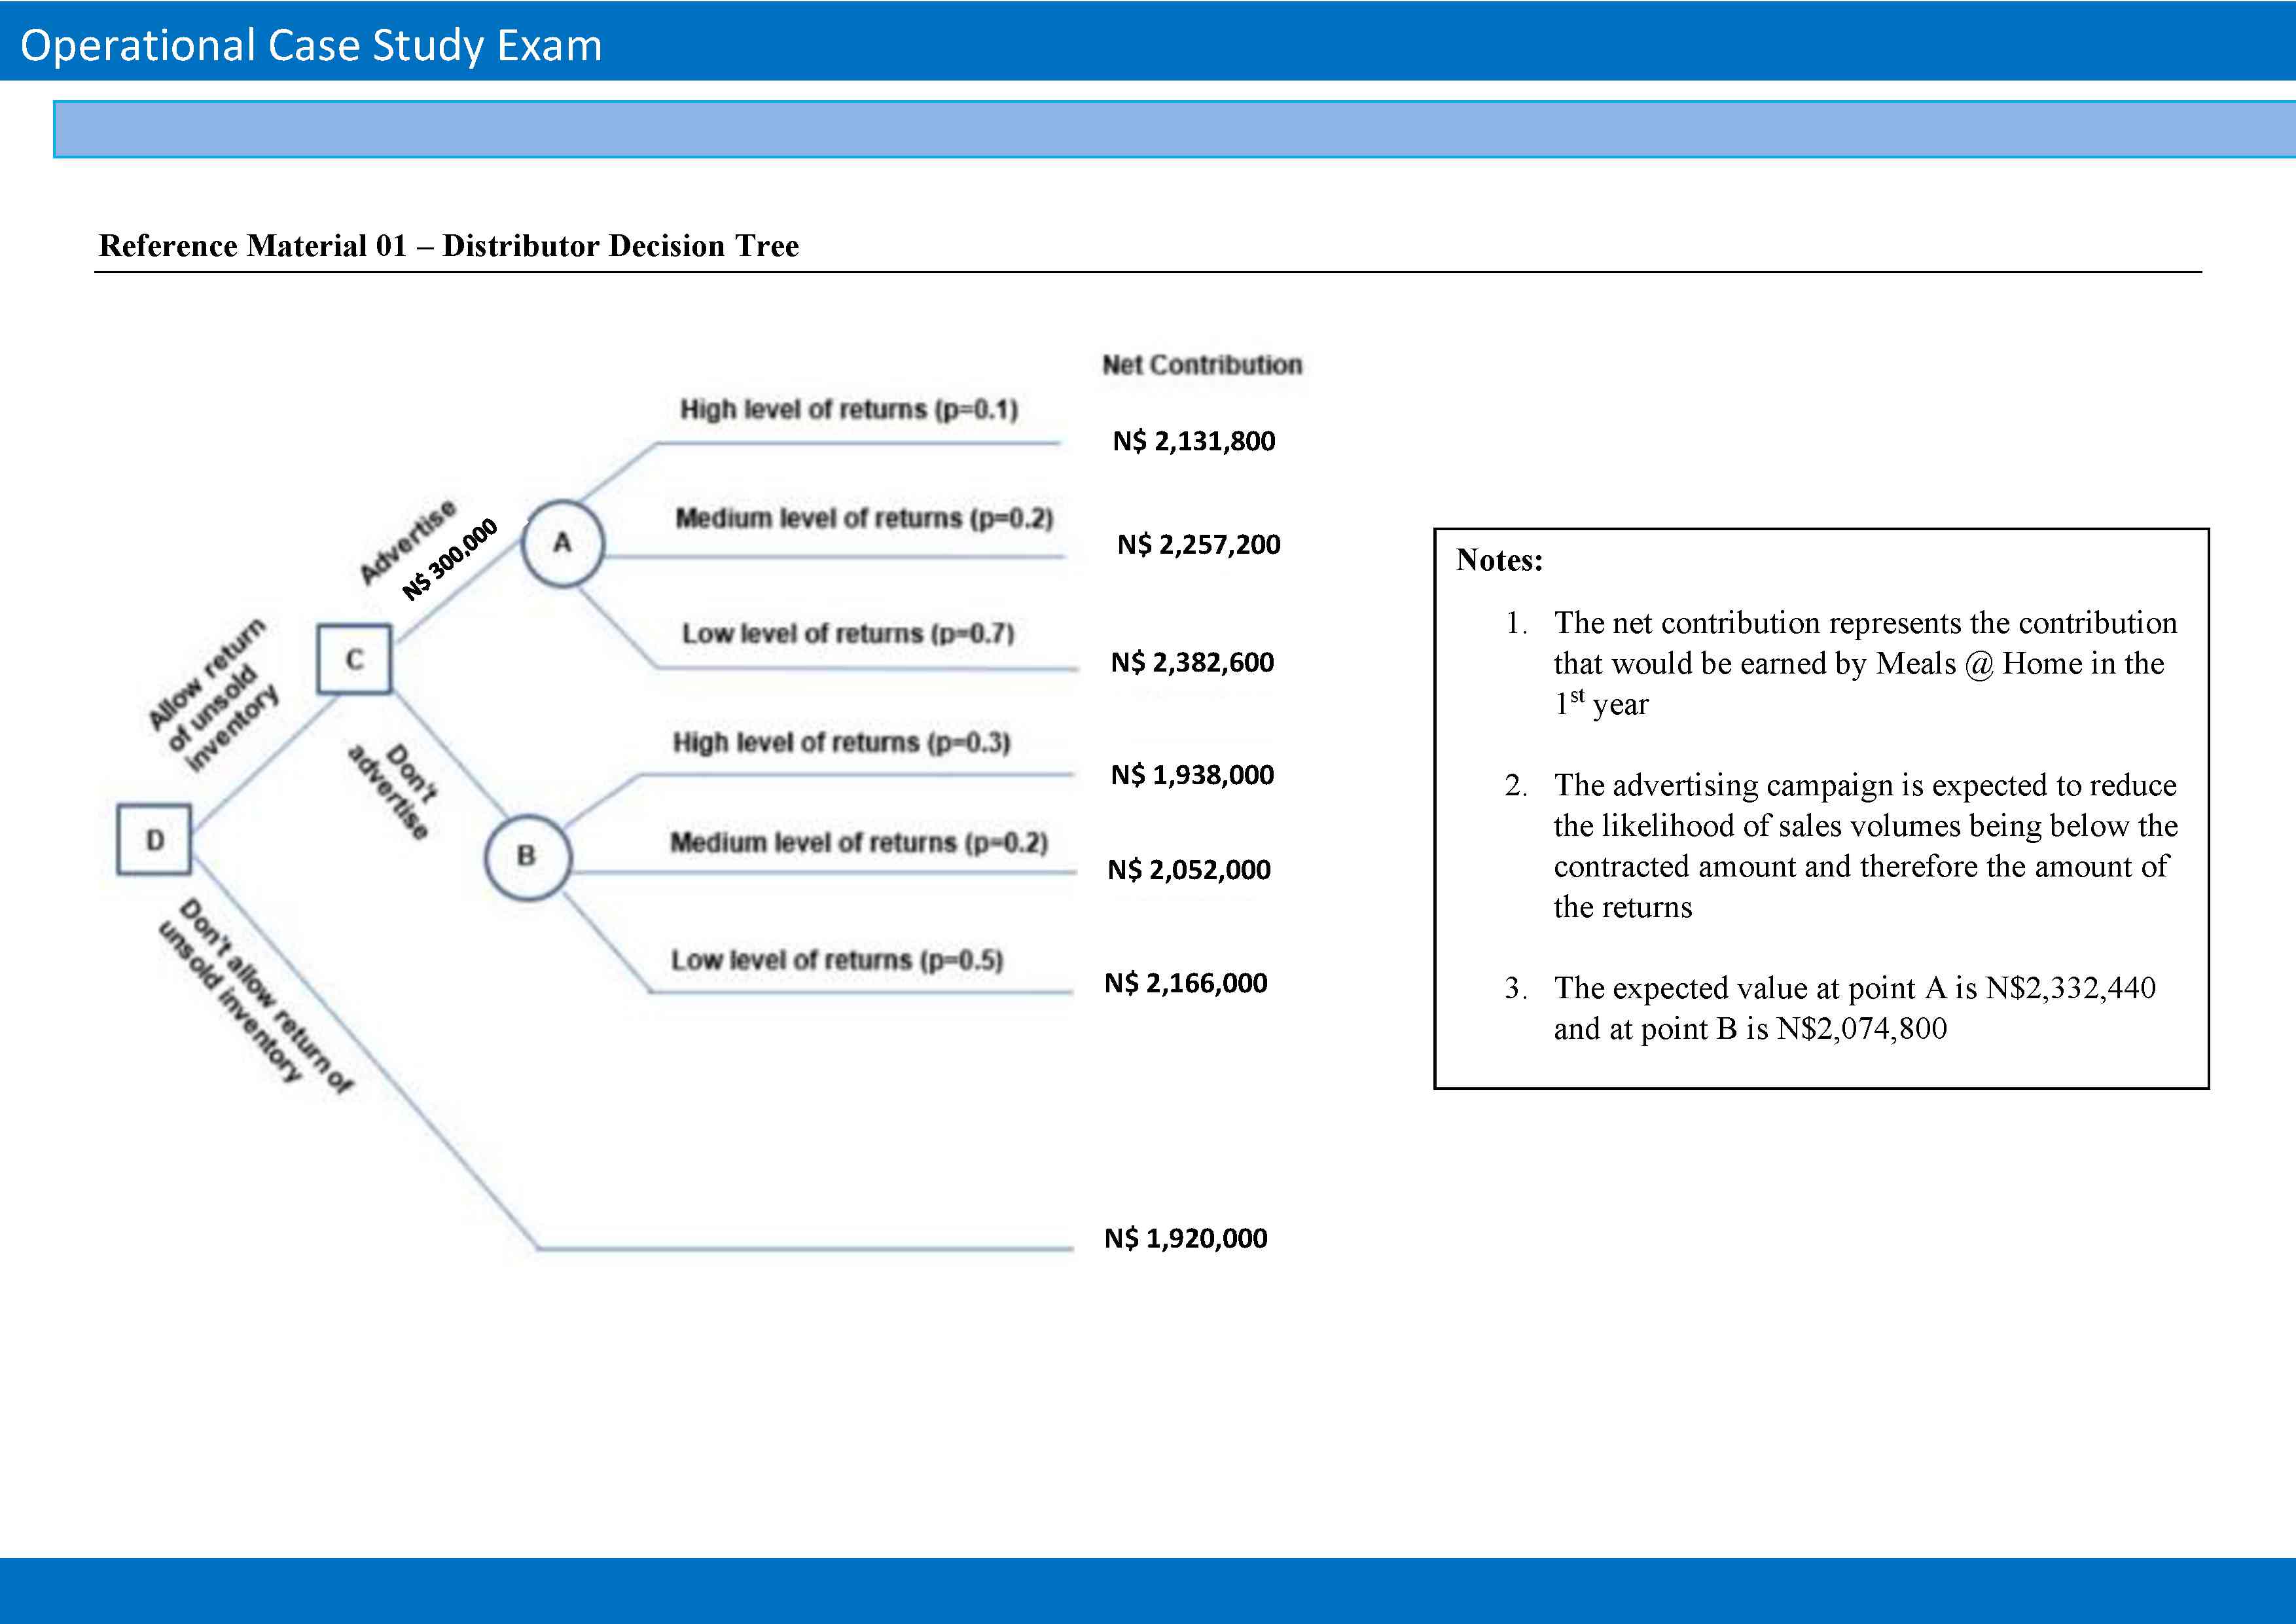 Operational Case Study Exam
Reference Material 01 – Distributor Decision Tree
Net Contribution
High level of returns (p=0.1)
N$ 2,131,800
Advertise
N$ 300,000
A
Medium level of returns (p=0.2)
N$ 2,257,200
Low level of returns (p=0.7)
N$ 2,382,600
Allow return
of unsold
inventory
C
Don't
advertise
High level of returns (p=0.3)
N$ 1,938,000
D
B
Medium level of returns (p=0.2)
N$ 2,052,000
Low level of returns (p=0.5)
N$ 2,166,000
Don't allow return of
unsold inventory
N$ 1,920,000
Notes:
1. The net contribution represents the contribution
that would be earned by Meals @ Home in the
1st year
2. The advertising campaign is expected to reduce
the likelihood of sales volumes being below the
contracted amount and therefore the amount of
the returns
3. The expected value at point A is N$2,332,440
and at point B is N$2,074,800